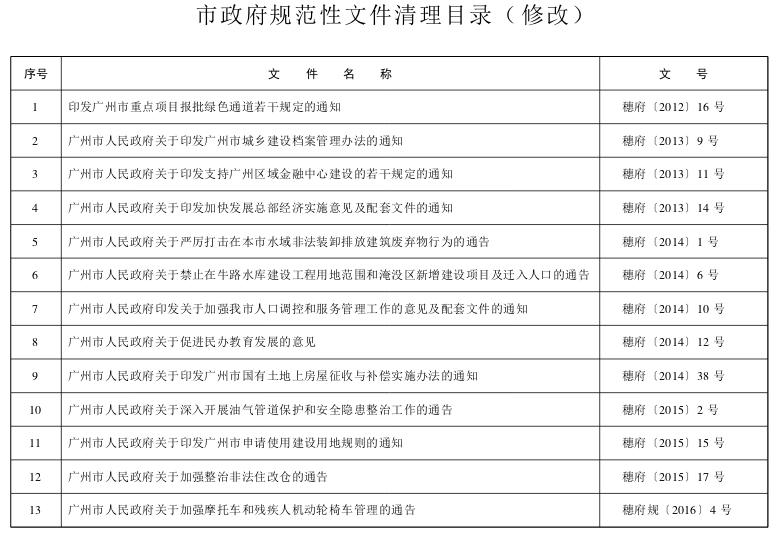 市政府规范性文件清理目录（修改）
序号 文件名称 文号
1 印发广州市重点项目报批绿色通道若干规定的通知 穗府〔2012〕16 号
2 广州市人民政府关于印发广州市城乡建设档案管理办法的通知 穗府〔2013〕9 号
3 广州市人民政府关于印发支持广州区域金融中心建设的若干规定的通知 穗府〔2013〕11 号
4 广州市人民政府关于印发加快发展总部经济实施意见及配套文件的通知 穗府〔2013〕14 号
5 广州市人民政府关于严厉打击在本市水域非法装卸排放建筑废弃物行为的通告 穗府〔2014〕1 号
6 广州市人民政府关于禁止在牛路水库建设工程用地范围和淹没区新增建设项目及迁入人口的通告 穗府〔2014〕6 号
7 广州市人民政府印发关于加强我市人口调控和服务管理工作的意见及配套文件的通知 穗府〔2014〕10 号
8 广州市人民政府关于促进民办教育发展的意见 穗府〔2014〕12 号
9 广州市人民政府关于印发广州市国有土地上房屋征收与补偿实施办法的通知 穗府〔2014〕38 号
10 广州市人民政府关于深入开展油气管道保护和安全隐患整治工作的通告 穗府〔2015〕2 号
11 广州市人民政府关于印发广州市申请使用建设用地规则的通知 穗府〔2015〕15 号
12 广州市人民政府关于加强整治非法住改仓的通告 穗府〔2015〕17 号
13 广州市人民政府关于加强摩托车和残疾人机动轮椅车管理的通告 穗府规〔2016〕4 号